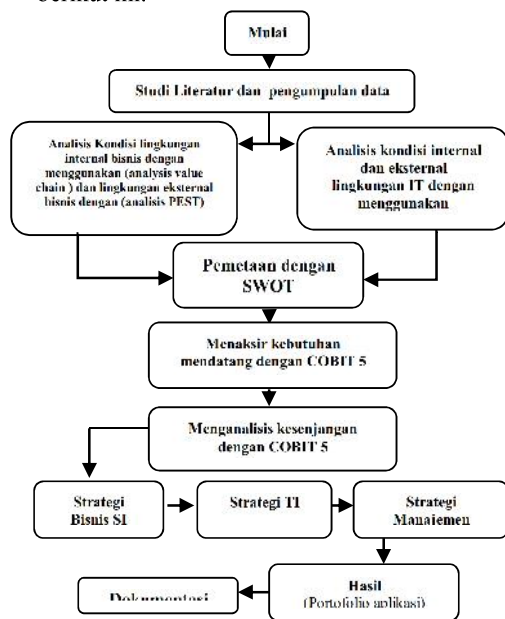 berikut ini:
Mulai
Studi Literatur dan pengumpulan data
Analisis Kondisi lingkungan
internal bisnis dengan
menggunakan (analysis value
chain ) dan lingkungan eksternal
bisnis dengan (analisis PEST)
Analisis kondisi internal
dan eksternal
lingkungan IT dengan
menggunakan
Pemetaan dengan
SWOT
Menaksir kebutuhan
mendatang dengan COBIT 5
Menganalisis kesenjangan
dengan COBIT 5
Strategi
Bisnis SI
Strategi TI
Strategi
Manajemen
Hasil
(Portofolio aplikasi)
Dokumentasi